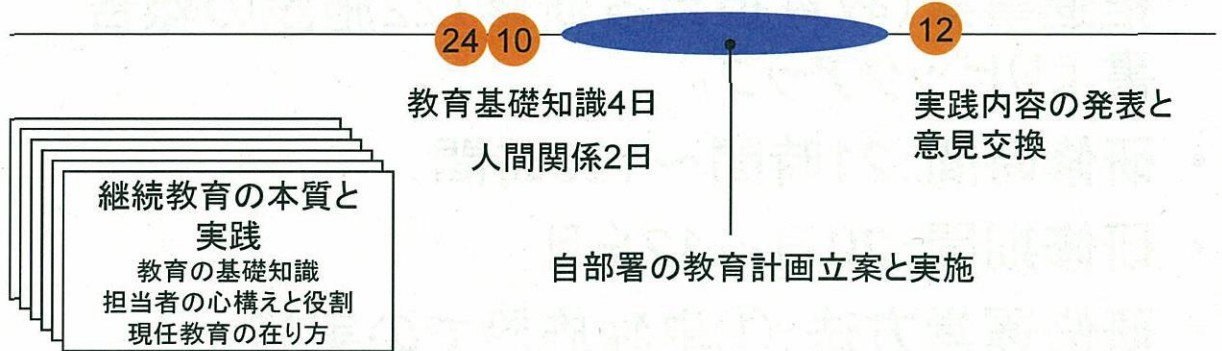 24 10
12
教育基礎知識4日
人間関係2日
実践内容の発表と
意見交換
自部署の教育計画立案と実施
継続教育の本質と
実践
教育の基礎知識
担当者の心構えと役割
現任教育の在り方